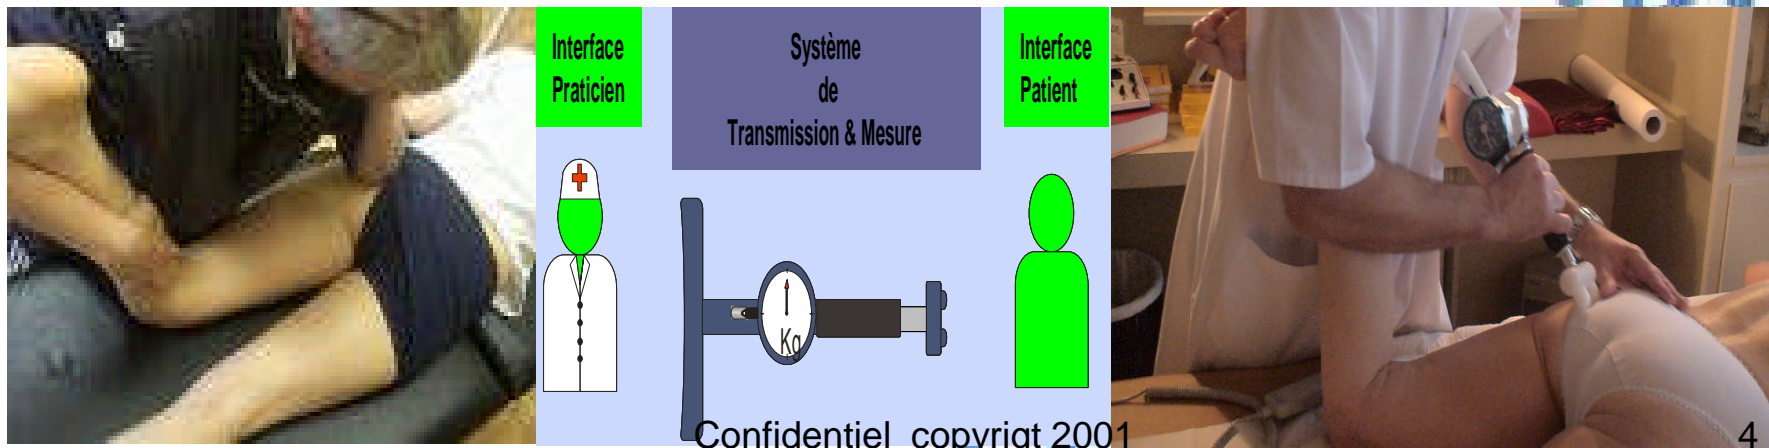 Interface
Praticien
Système
de
Transmission & Mesure
Interface
Patient
Kg
Confidentiel copyrigt 2001
4